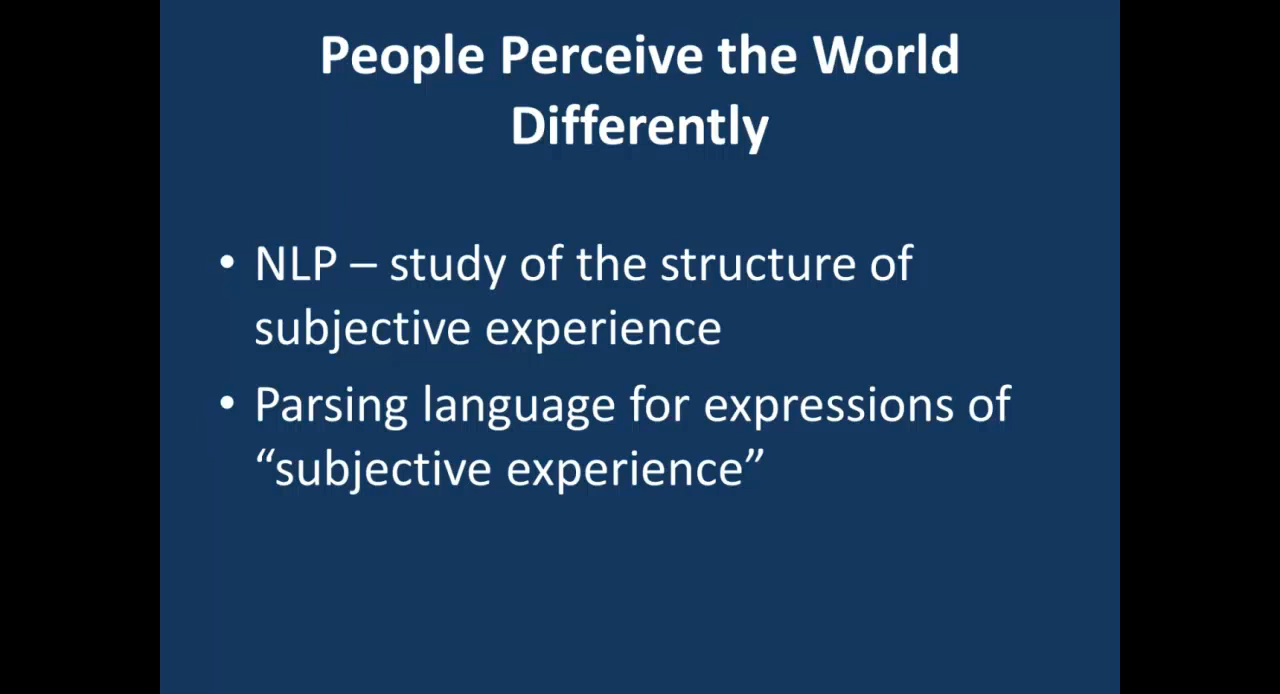 People Perceive the World
Differently
• NLP – study of the structure of
subjective experience
• Parsing language for expressions of
“subjective experience”